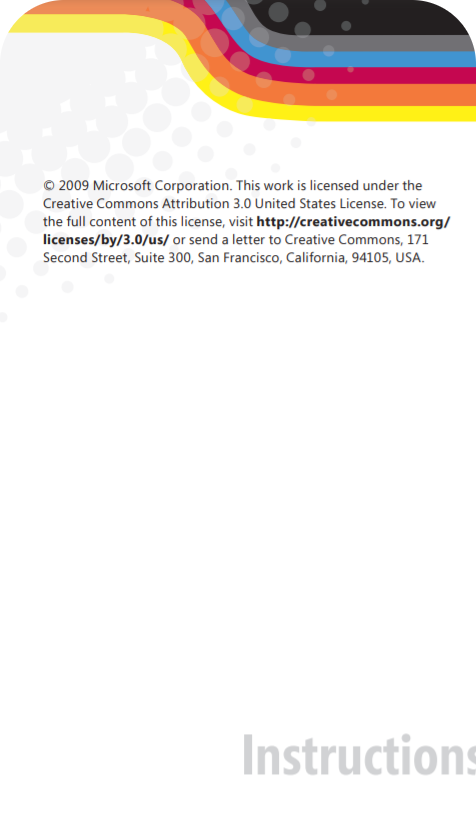 © 2009 Microsoft Corporation. This work is licensed under the
Creative Commons Attribution 3.0 United States License. To view
the full content of this license, visit http://creativecommons.org/
licenses/by/3.0/us/ or send a letter to Creative Commons, 171
Second Street, Suite 300, San Francisco, California, 94105, USA.
Instructions